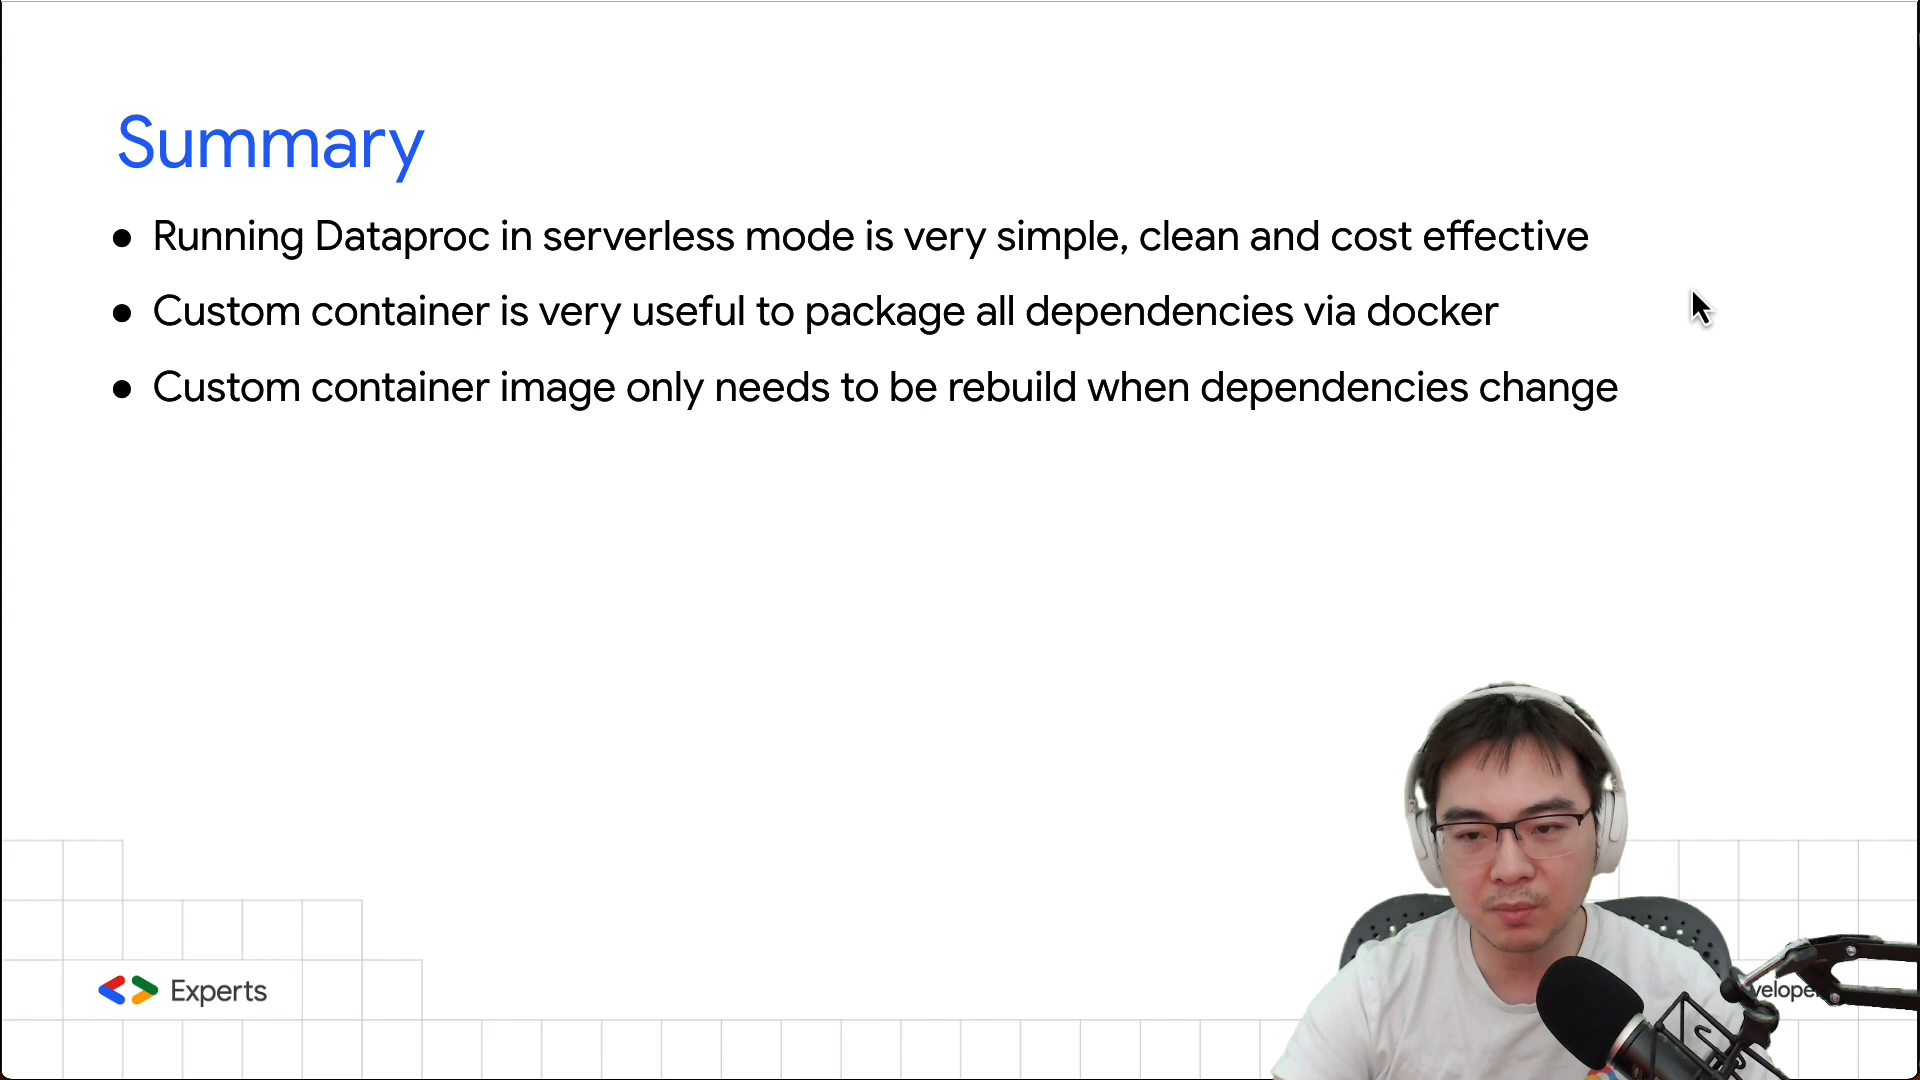 Summary
● Running Dataproc in serverless mode is very simple, clean and cost effective
● Custom container is very useful to package all dependencies via docker
● Custom container image only needs to be rebuild when dependencies change
Experts